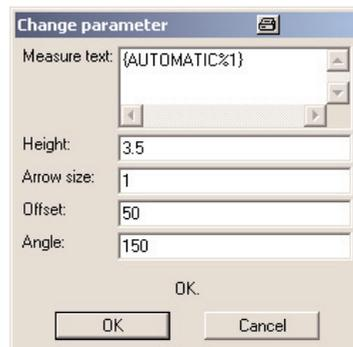 Change parameter
Measure text: {AUTOMATIC%1}
Height: 3.5
Arrow size: 1
Offset: 50
Angle: 150
OK.
OK Cancel